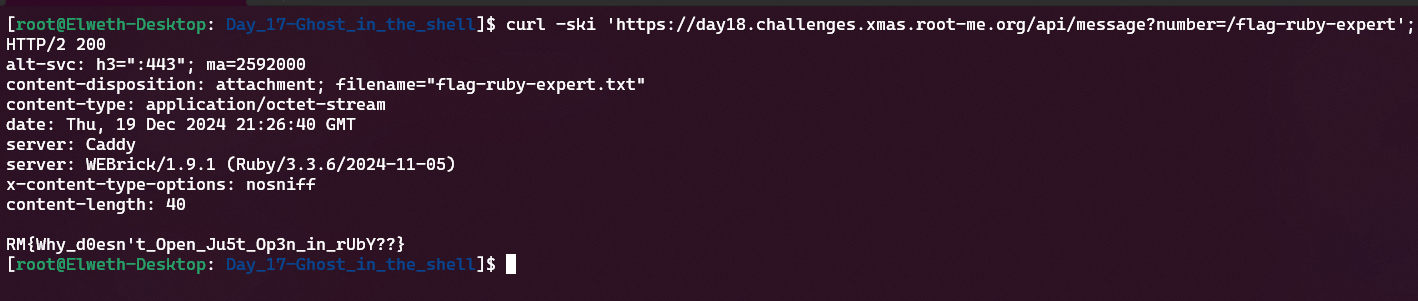 [root@Elweth-Desktop: Day_17-Ghost_in_the_shell]$ curl -ski 'https://day18.challenges.xmas.root-me.org/api/message?number=/flag-ruby-expert';
HTTP/2 200
alt-svc: h3=":443"; ma=2592000
content-disposition: attachment; filename="flag-ruby-expert.txt"
content-type: application/octet-stream
date: Thu, 19 Dec 2024 21:26:40 GMT
server: Caddy
server: WEBrick/1.9.1 (Ruby/3.3.6/2024-11-05)
x-content-type-options: nosniff
content-length: 40

RM{Why_d0esn't_Open_Ju5t_Op3n_in_rUbY??}
[root@Elweth-Desktop: Day_17-Ghost_in_the_shell]$